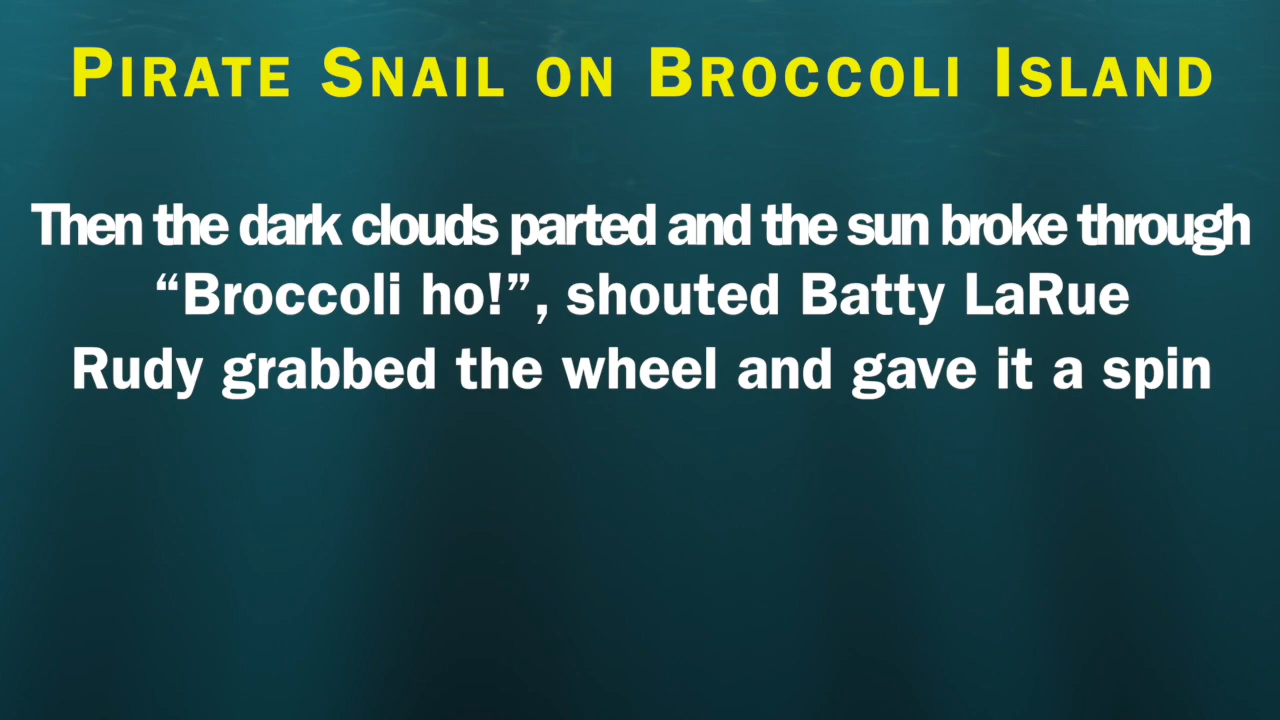 PIRATE SNAIL ON BROCCOLI ISLAND
Then the dark clouds parted and the sun broke through
“Broccoli ho!”, shouted Batty LaRue
Rudy grabbed the wheel and gave it a spin